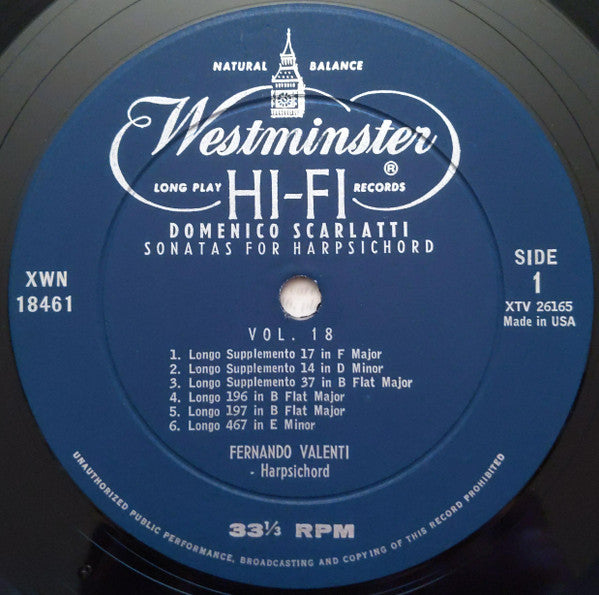 NATURAL BALANCE
Westminster
®
LONG PLAY HI-FI RECORDS
DOMENICO SCARLATTI
SONATAS FOR HARPSICHORD
XWN
18461
SIDE
1
XTV 26165
Made in USA
VOL. 18
1. Longo Supplemento 17 in F Major
2. Longo Supplemento 14 in D Minor
3. Longo Supplemento 37 in B Flat Major
4. Longo 196 in B Flat Major
5. Longo 197 in B Flat Major
6. Longo 467 in E Minor
FERNANDO VALENTI
- Harpsichord
33⅓ RPM
UNAUTHORIZED PUBLIC PERFORMANCE, BROADCASTING AND COPYING OF THIS RECORD PROHIBITED